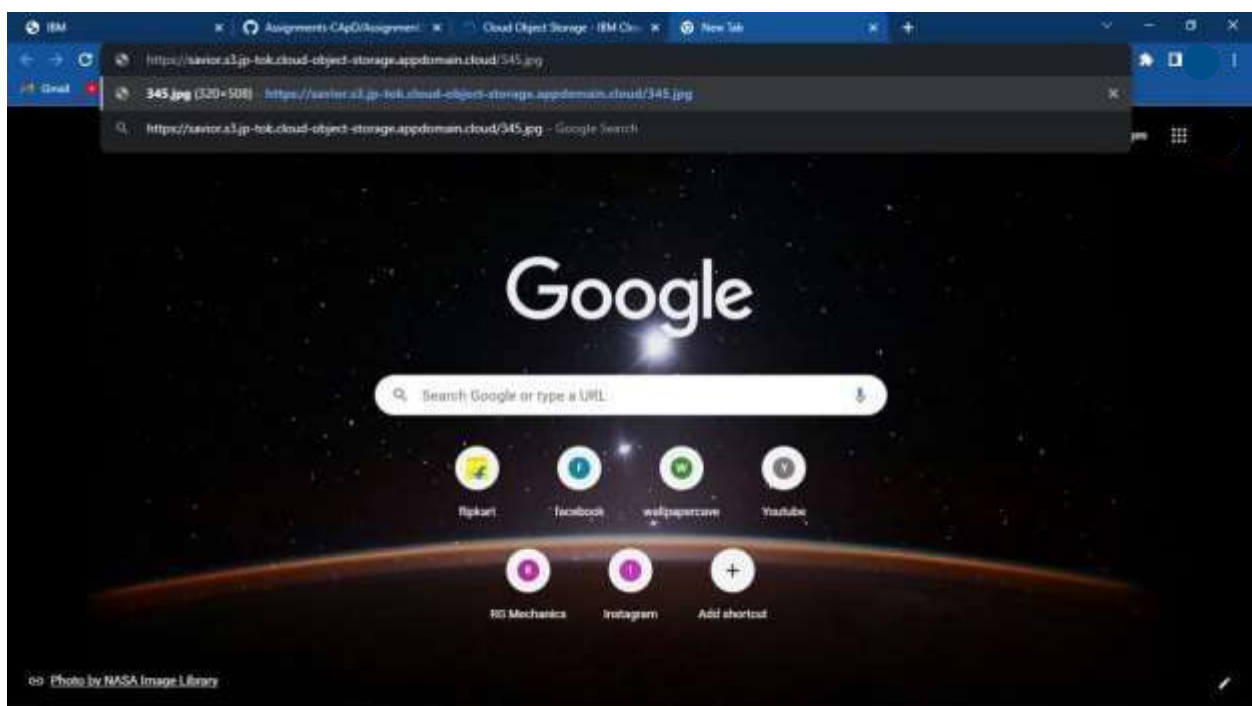 IBM
Assignments-CApD/Assignment
Cloud Object Storage - IBM Clo
New Tab
https://savior.s3.jp-tok.cloud-object-storage.appdomain.cloud/345.jpg
Gmail
345.jpg (320×508) - https://savior.s3.jp-tok.cloud-object-storage.appdomain.cloud/345.jpg
https://savior.s3.jp-tok.cloud-object-storage.appdomain.cloud/345.jpg - Google Search
Google
Search Google or type a URL
flipkart
facebook
wallpapercave
Youtube
RG Mechanics
Instagram
Add shortcut
Photo by NASA Image Library